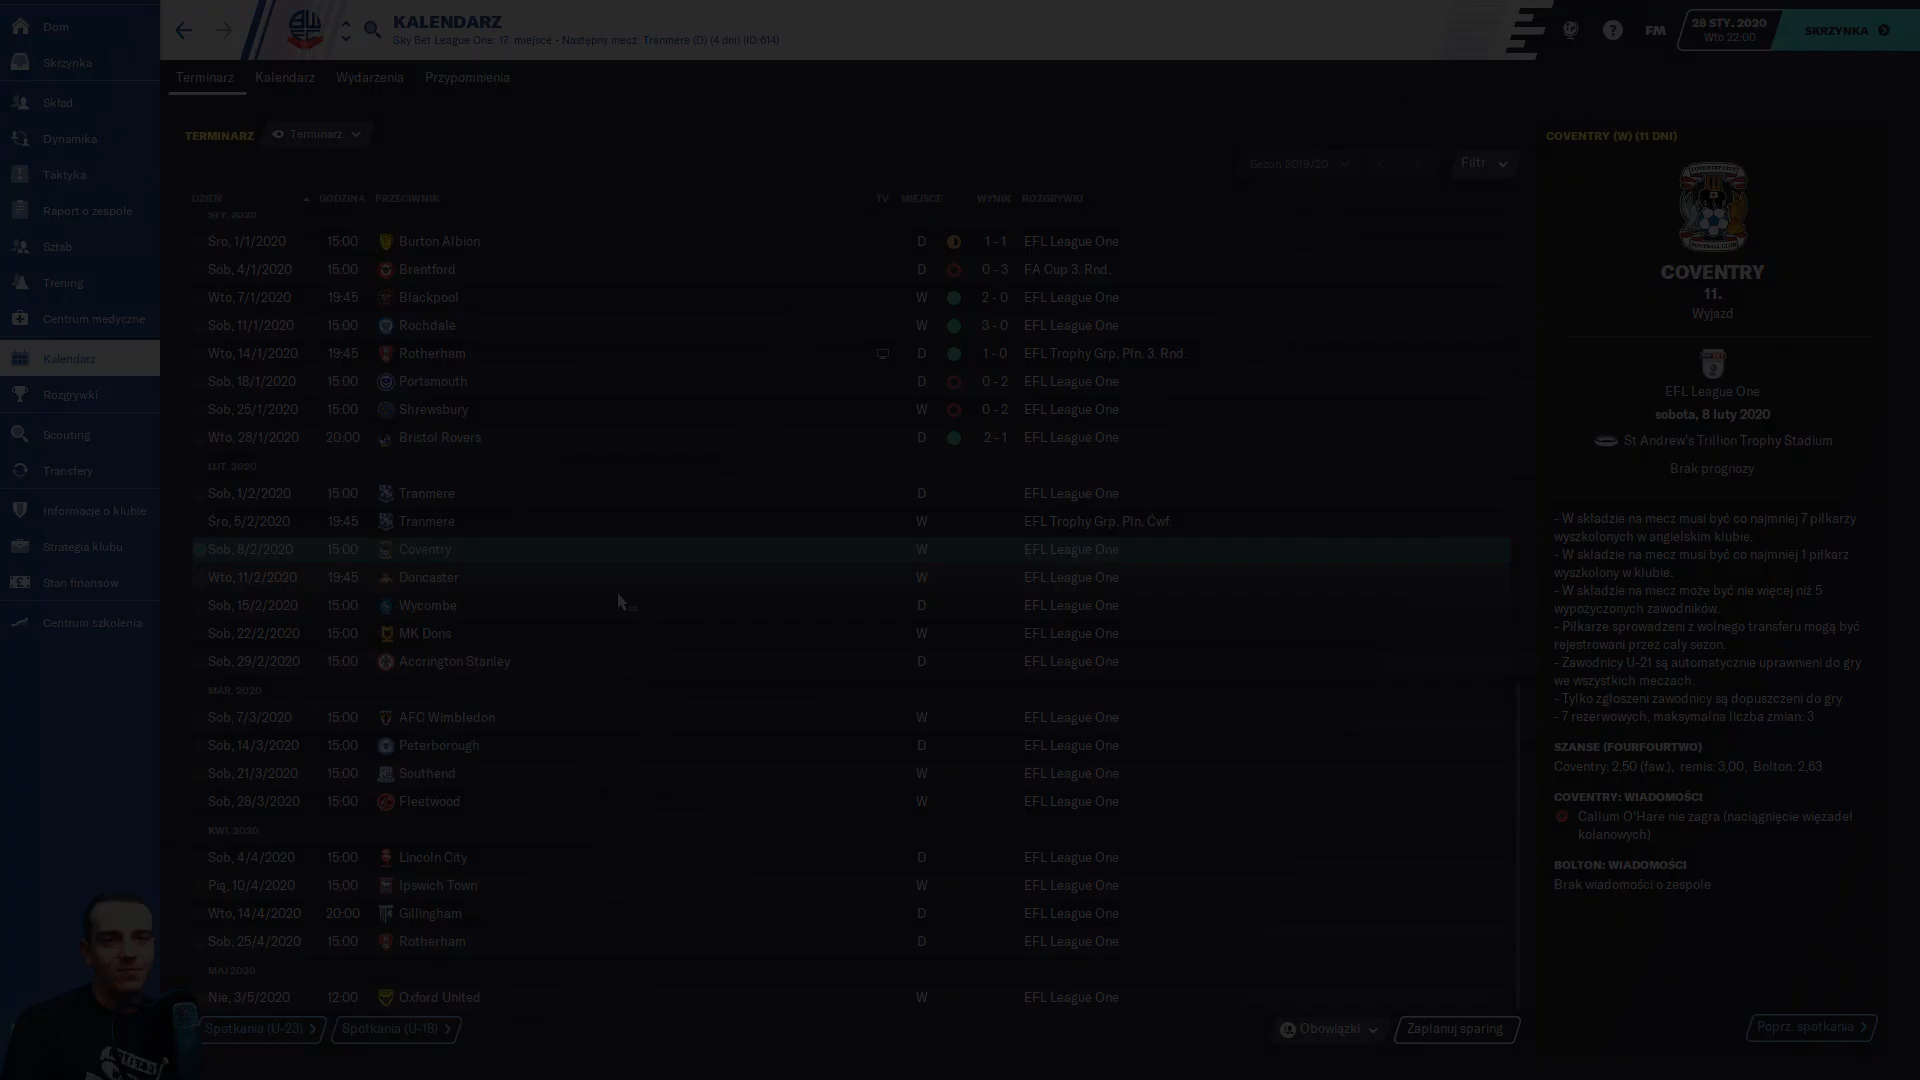 Dom
Skrzynka
Skład
Dynamika
Taktyka
Raport o zespole
Sztab
Trening
Centrum medyczne
Kalendarz
Rozgrywki
Scouting
Transfery
Informacje o klubie
Strategia klubu
Stan finansów
Centrum szkolenia
KALENDARZ
Sky Bet League One: 17. miejsce - Następny mecz: Tranmere (D) (4 dni) (ID:614)
FM
28 STY. 2020
Wto 22:00
SKRZYNKA
Terminarz Kalendarz Wydarzenia Przypomnienia
TERMINARZ Terminarz
Sezon 2019/20 Filtr
DZIEŃ GODZINA PRZECIWNIK TV MIEJSCE WYNIK ROZGRYWKI
STY. 2020
Śro, 1/1/2020 15:00 Burton Albion D 1 - 1 EFL League One
Sob, 4/1/2020 15:00 Brentford D 0 - 3 FA Cup 3. Rnd.
Wto, 7/1/2020 19:45 Blackpool W 2 - 0 EFL League One
Sob, 11/1/2020 15:00 Rochdale W 3 - 0 EFL League One
Wto, 14/1/2020 19:45 Rotherham D 1 - 0 EFL Trophy Grp. Płn. 3. Rnd.
Sob, 18/1/2020 15:00 Portsmouth D 0 - 2 EFL League One
Sob, 25/1/2020 15:00 Shrewsbury W 0 - 2 EFL League One
Wto, 28/1/2020 20:00 Bristol Rovers D 2 - 1 EFL League One
LUT. 2020
Sob, 1/2/2020 15:00 Tranmere D EFL League One
Śro, 5/2/2020 19:45 Tranmere W EFL Trophy Grp. Płn. Ćwf.
Sob, 8/2/2020 15:00 Coventry W EFL League One
Wto, 11/2/2020 19:45 Doncaster W EFL League One
Sob, 15/2/2020 15:00 Wycombe D EFL League One
Sob, 22/2/2020 15:00 MK Dons W EFL League One
Sob, 29/2/2020 15:00 Accrington Stanley D EFL League One
MAR. 2020
Sob, 7/3/2020 15:00 AFC Wimbledon W EFL League One
Sob, 14/3/2020 15:00 Peterborough D EFL League One
Sob, 21/3/2020 15:00 Southend W EFL League One
Sob, 28/3/2020 15:00 Fleetwood W EFL League One
KWI. 2020
Sob, 4/4/2020 15:00 Lincoln City D EFL League One
Pią, 10/4/2020 15:00 Ipswich Town W EFL League One
Wto, 14/4/2020 20:00 Gillingham D EFL League One
Sob, 25/4/2020 15:00 Rotherham D EFL League One
MAJ 2020
Nie, 3/5/2020 12:00 Oxford United W EFL League One
Spotkania (U-23) Spotkania (U-18) Obowiązki Zaplanuj sparing
COVENTRY (W) (11 DNI)
COVENTRY
11.
Wyjazd
EFL League One
sobota, 8 luty 2020
St Andrew's Trillion Trophy Stadium
Brak prognozy
- W składzie na mecz musi być co najmniej 7 piłkarzy
wyszkolonych w angielskim klubie.
- W składzie na mecz musi być co najmniej 1 piłkarz
wyszkolony w klubie.
- W składzie na mecz może być nie więcej niż 5
wypożyczonych zawodników.
- Piłkarze sprowadzeni z wolnego transferu mogą być
rejestrowani przez cały sezon.
- Zawodnicy U-21 są automatycznie uprawnieni do gry
we wszystkich meczach.
- Tylko zgłoszeni zawodnicy są dopuszczeni do gry.
- 7 rezerwowych, maksymalna liczba zmian: 3
SZANSE (FOURFOURTWO)
Coventry: 2,50 (faw.), remis: 3,00, Bolton: 2,63
COVENTRY: WIADOMOŚCI
Callum O'Hare nie zagra (naciągnięcie więzadeł
kolanowych)
BOLTON: WIADOMOŚCI
Brak wiadomości o zespole
Poprz. spotkania